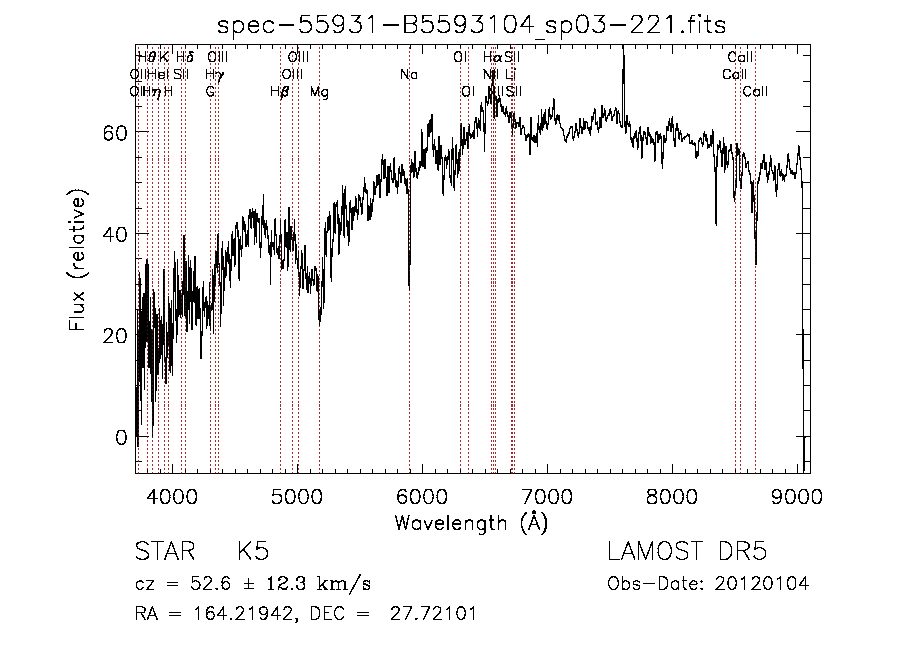 spec-55931-B5593104_sp03-221.fits
Hθ K Hδ OIII OIII OI Hα SII CaII
OII HeI SII Hγ OIII Na NII Li CaII
OII Hη H G Hβ Mg OI NII SII CaII
60
40
20
0
Flux (relative)
4000 5000 6000 7000 8000 9000
Wavelength (Å)
STAR K5 LAMOST DR5
cz = 52.6 ± 12.3 km/s Obs-Date: 20120104
RA = 164.21942, DEC = 27.72101